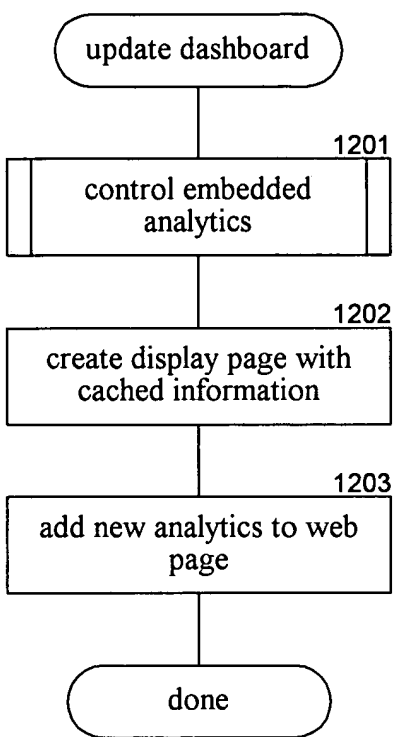 update dashboard
1201
control embedded
analytics
1202
create display page with
cached information
1203
add new analytics to web
page
done